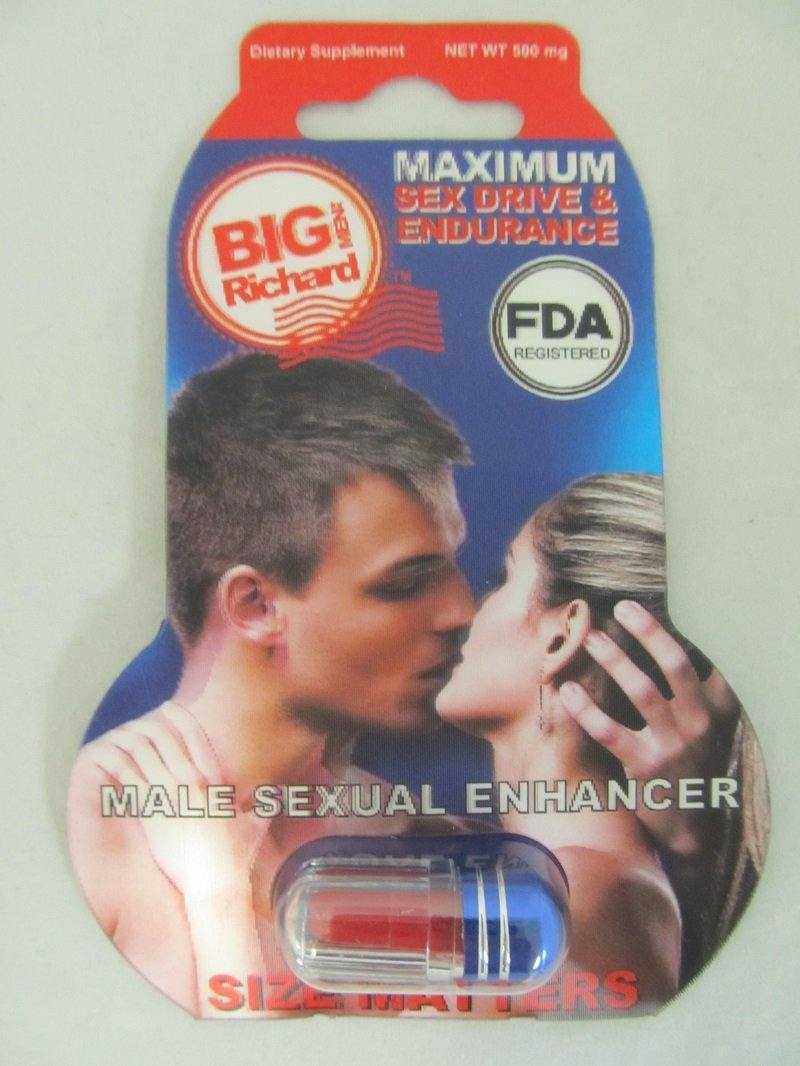 Dietary Supplement NET WT 500 mg
MAXIMUM
SEX DRIVE &
ENDURANCE
BIG
MEN:
Richard
TM
FDA
REGISTERED
MALE SEXUAL ENHANCER
SIZE MATTERS